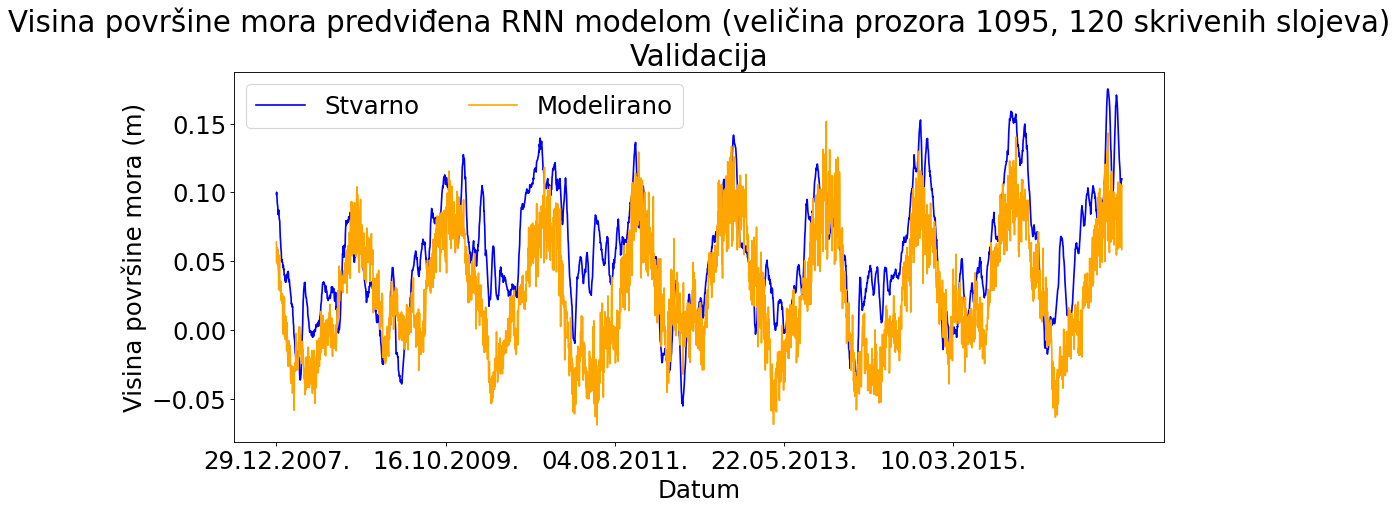 Visina površine mora predviđena RNN modelom (veličina prozora 1095, 120 skrivenih slojeva)
Validacija
Stvarno
Modelirano
Visina površine mora (m)
0.15
0.10
0.05
0.00
−0.05
29.12.2007.
16.10.2009.
04.08.2011.
22.05.2013.
10.03.2015.
Datum